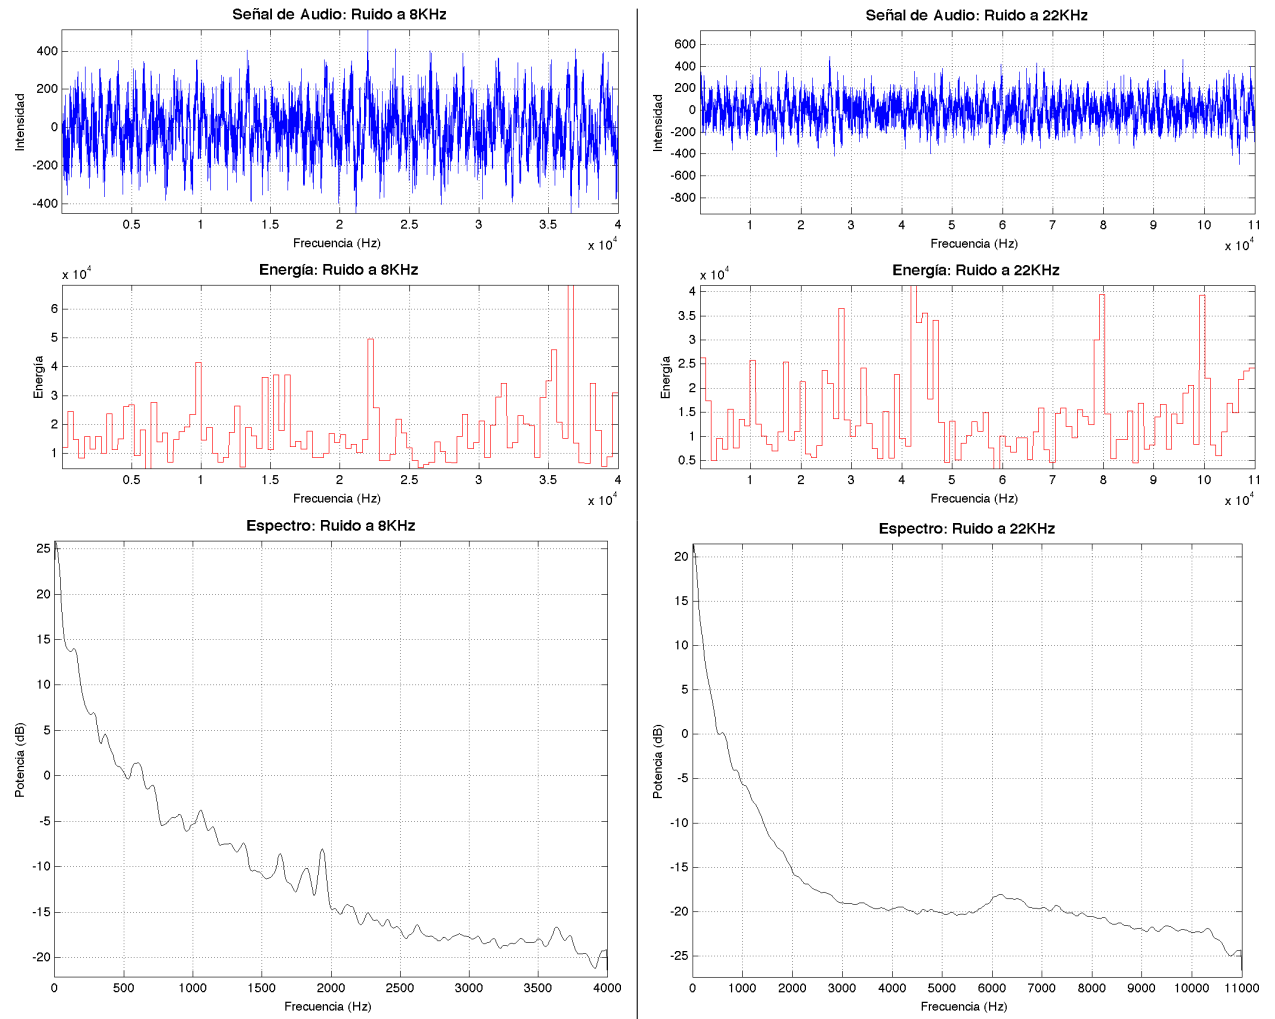 Señal de Audio: Ruido a 8KHz
400
200
0
-200
-400
Intensidad
0.5 1 1.5 2 2.5 3 3.5 4
Frecuencia (Hz)
x 10^4
Energía: Ruido a 8KHz
x 10^4
6
5
4
3
2
1
Energía
0.5 1 1.5 2 2.5 3 3.5 4
Frecuencia (Hz)
x 10^4
Espectro: Ruido a 8KHz
25
20
15
10
5
0
-5
-10
-15
-20
Potencia (dB)
0 500 1000 1500 2000 2500 3000 3500 4000
Frecuencia (Hz)
Señal de Audio: Ruido a 22KHz
600
400
200
0
-200
-400
-600
-800
Intensidad
1 2 3 4 5 6 7 8 9 10 11
Frecuencia (Hz)
x 10^4
Energía: Ruido a 22KHz
x 10^4
4
3.5
3
2.5
2
1.5
1
0.5
Energía
1 2 3 4 5 6 7 8 9 10 11
Frecuencia (Hz)
x 10^4
Espectro: Ruido a 22KHz
20
15
10
5
0
-5
-10
-15
-20
-25
Potencia (dB)
0 1000 2000 3000 4000 5000 6000 7000 8000 9000 10000 11000
Frecuencia (Hz)